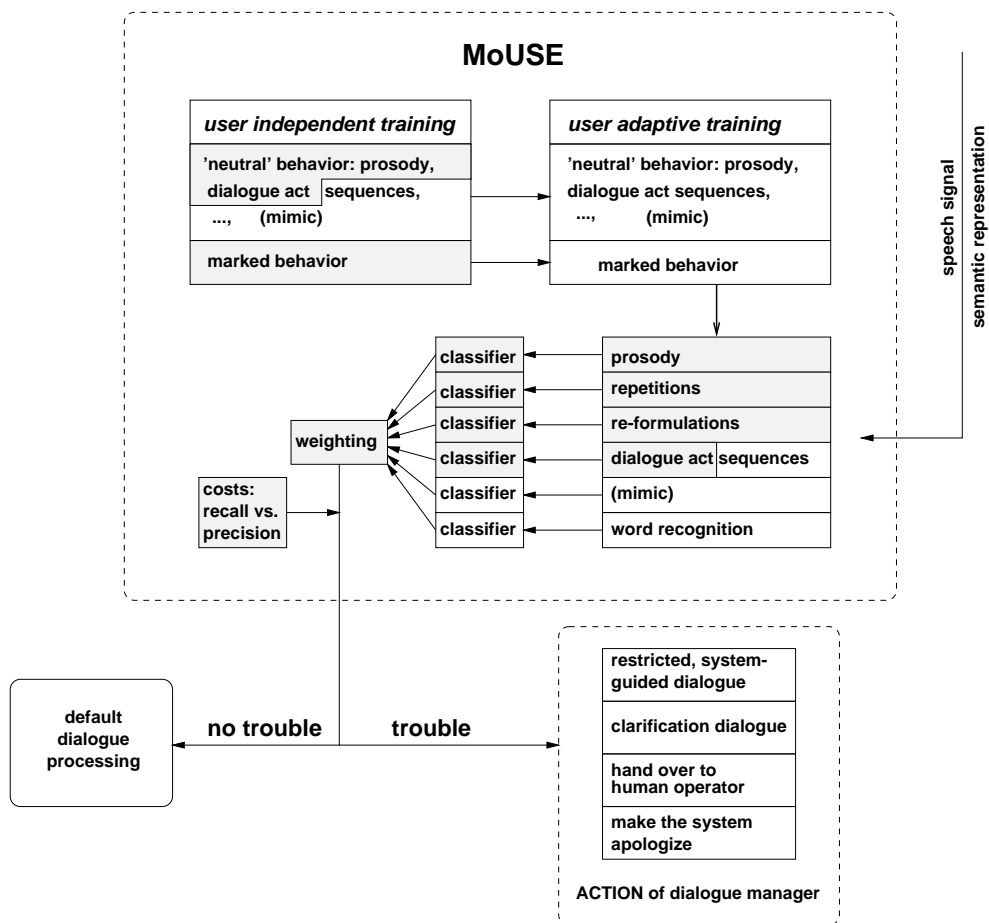 MoUSE
user independent training
'neutral' behavior: prosody,
dialogue act sequences,
..., (mimic)
marked behavior
user adaptive training
'neutral' behavior: prosody,
dialogue act sequences,
..., (mimic)
marked behavior
speech signal
semantic representation
classifier
classifier
classifier
classifier
classifier
classifier
prosody
repetitions
re-formulations
dialogue act sequences
(mimic)
word recognition
weighting
costs:
recall vs.
precision
no trouble
trouble
default
dialogue
processing
restricted, system-
guided dialogue
clarification dialogue
hand over to
human operator
make the system
apologize
ACTION of dialogue manager